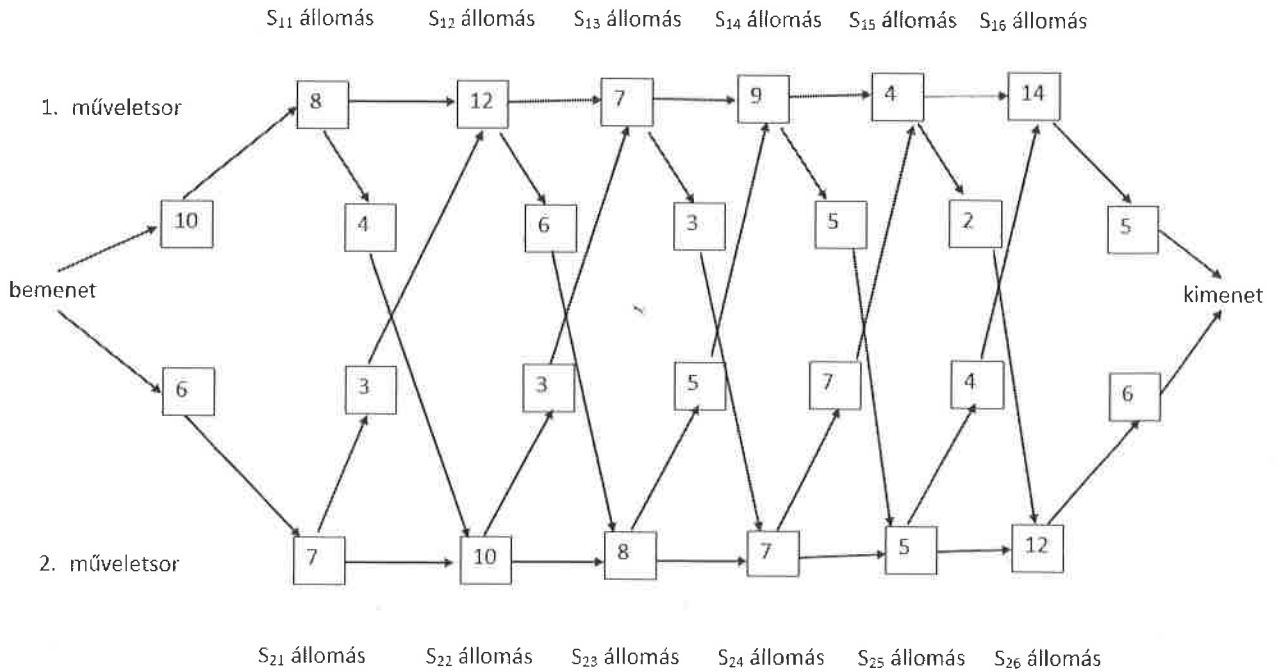 S₁₁ állomás S₁₂ állomás S₁₃ állomás S₁₄ állomás S₁₅ állomás S₁₆ állomás
1. műveletsor 8 12 7 9 4 14
10 4 6 3 5 2 5
bemenet kimenet
6 3 3 5 7 4 6
2. műveletsor 7 10 8 7 5 12
S₂₁ állomás S₂₂ állomás S₂₃ állomás S₂₄ állomás S₂₅ állomás S₂₆ állomás